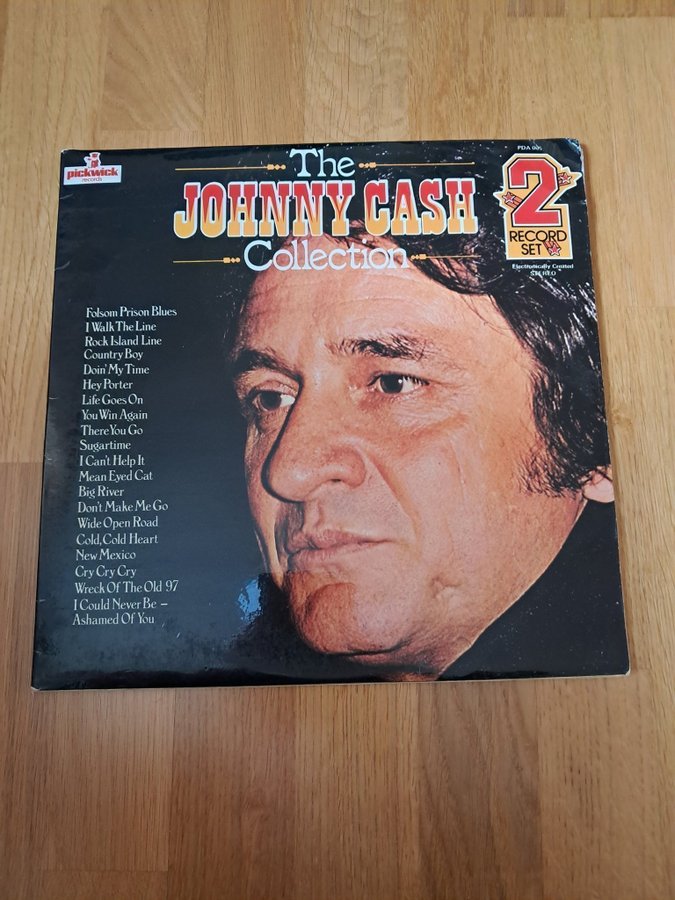 pickwick
records
The
JOHNNY CASH
Collection
PDA 001
2
RECORD
SET
Electronically Created
STEREO
Folsom Prison Blues
I Walk The Line
Rock Island Line
Country Boy
Doin' My Time
Hey Porter
Life Goes On
You Win Again
There You Go
Sugartime
I Can't Help It
Mean Eyed Cat
Big River
Don't Make Me Go
Wide Open Road
Cold, Cold Heart
New Mexico
Cry Cry Cry
Wreck Of The Old 97
I Could Never Be –
Ashamed Of You